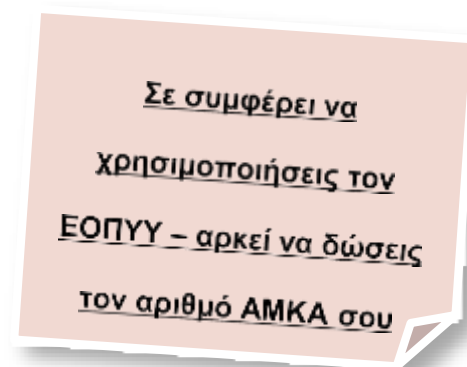 Σε συμφέρει να
χρησιμοποιήσεις τον
ΕΟΠΥΥ – αρκεί να δώσεις
τον αριθμό ΑΜΚΑ σου